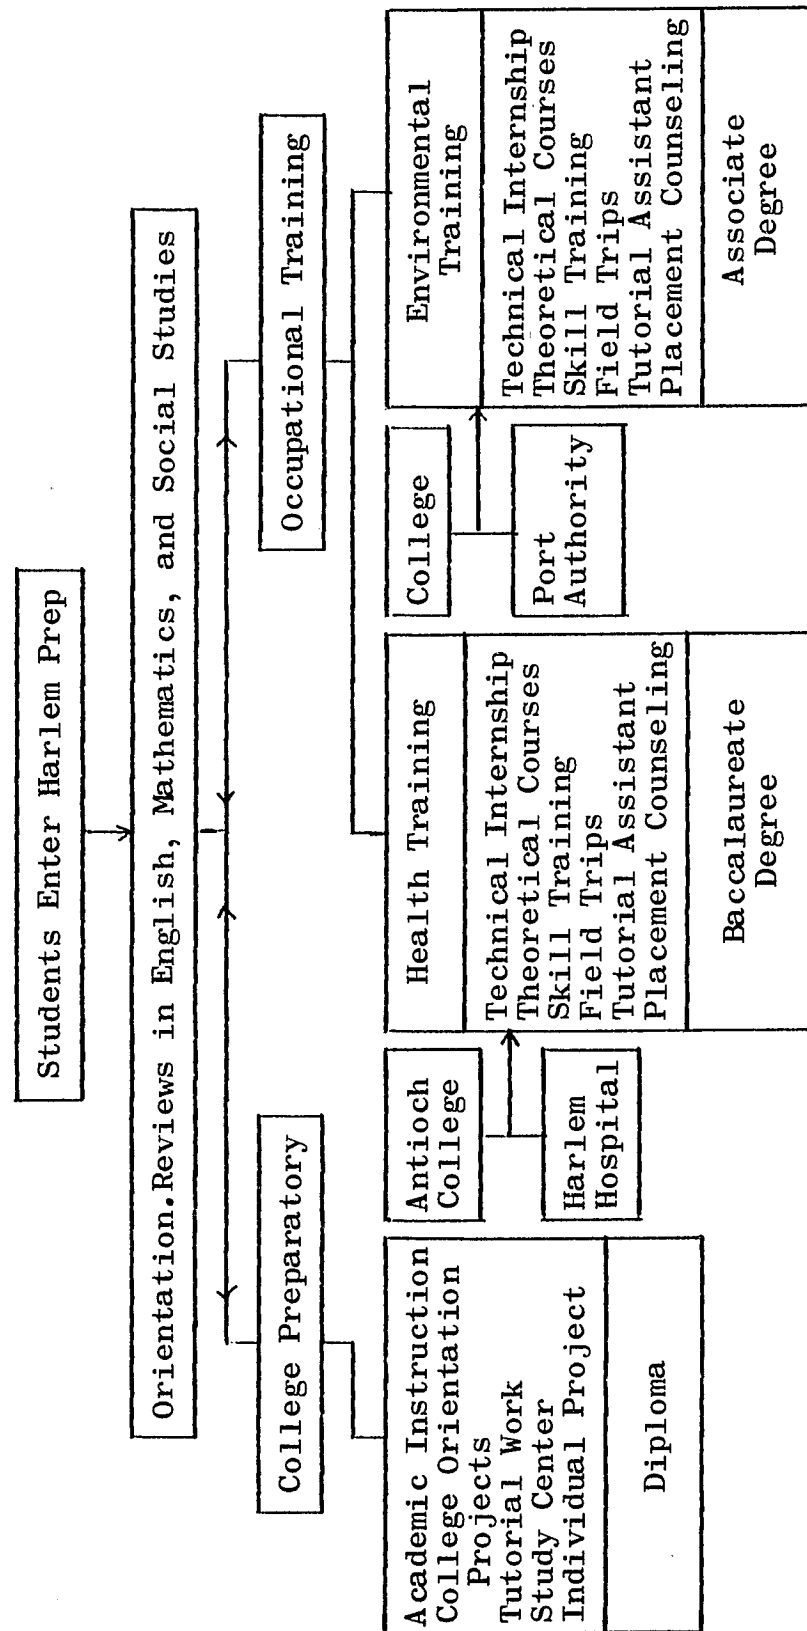 Students Enter Harlem Prep
Orientation.Reviews in English, Mathematics, and Social Studies
College Preparatory
Occupational Training
Academic Instruction
College Orientation
Projects
Tutorial Work
Study Center
Individual Project
Diploma
Antioch
College
Harlem
Hospital
Health Training
Technical Internship
Theoretical Courses
Skill Training
Field Trips
Tutorial Assistant
Placement Counseling
Baccalaureate
Degree
College
Port
Authority
Environmental
Training
Technical Internship
Theoretical Courses
Skill Training
Field Trips
Tutorial Assistant
Placement Counseling
Associate
Degree